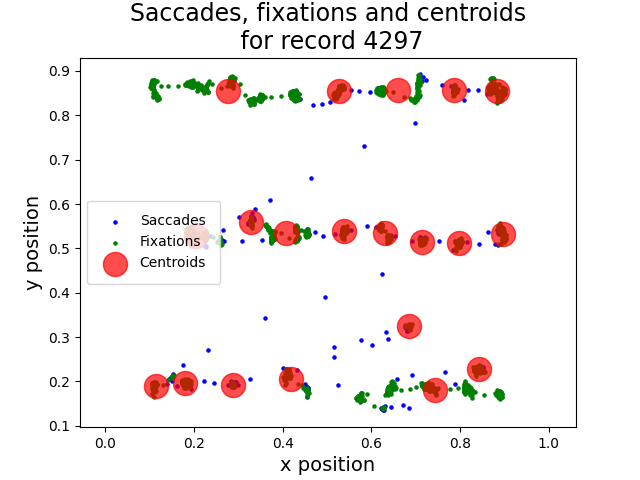 Saccades, fixations and centroids
for record 4297
y position
0.9
0.8
0.7
0.6
0.5
0.4
0.3
0.2
0.1
Saccades
Fixations
Centroids
0.0 0.2 0.4 0.6 0.8 1.0
x position